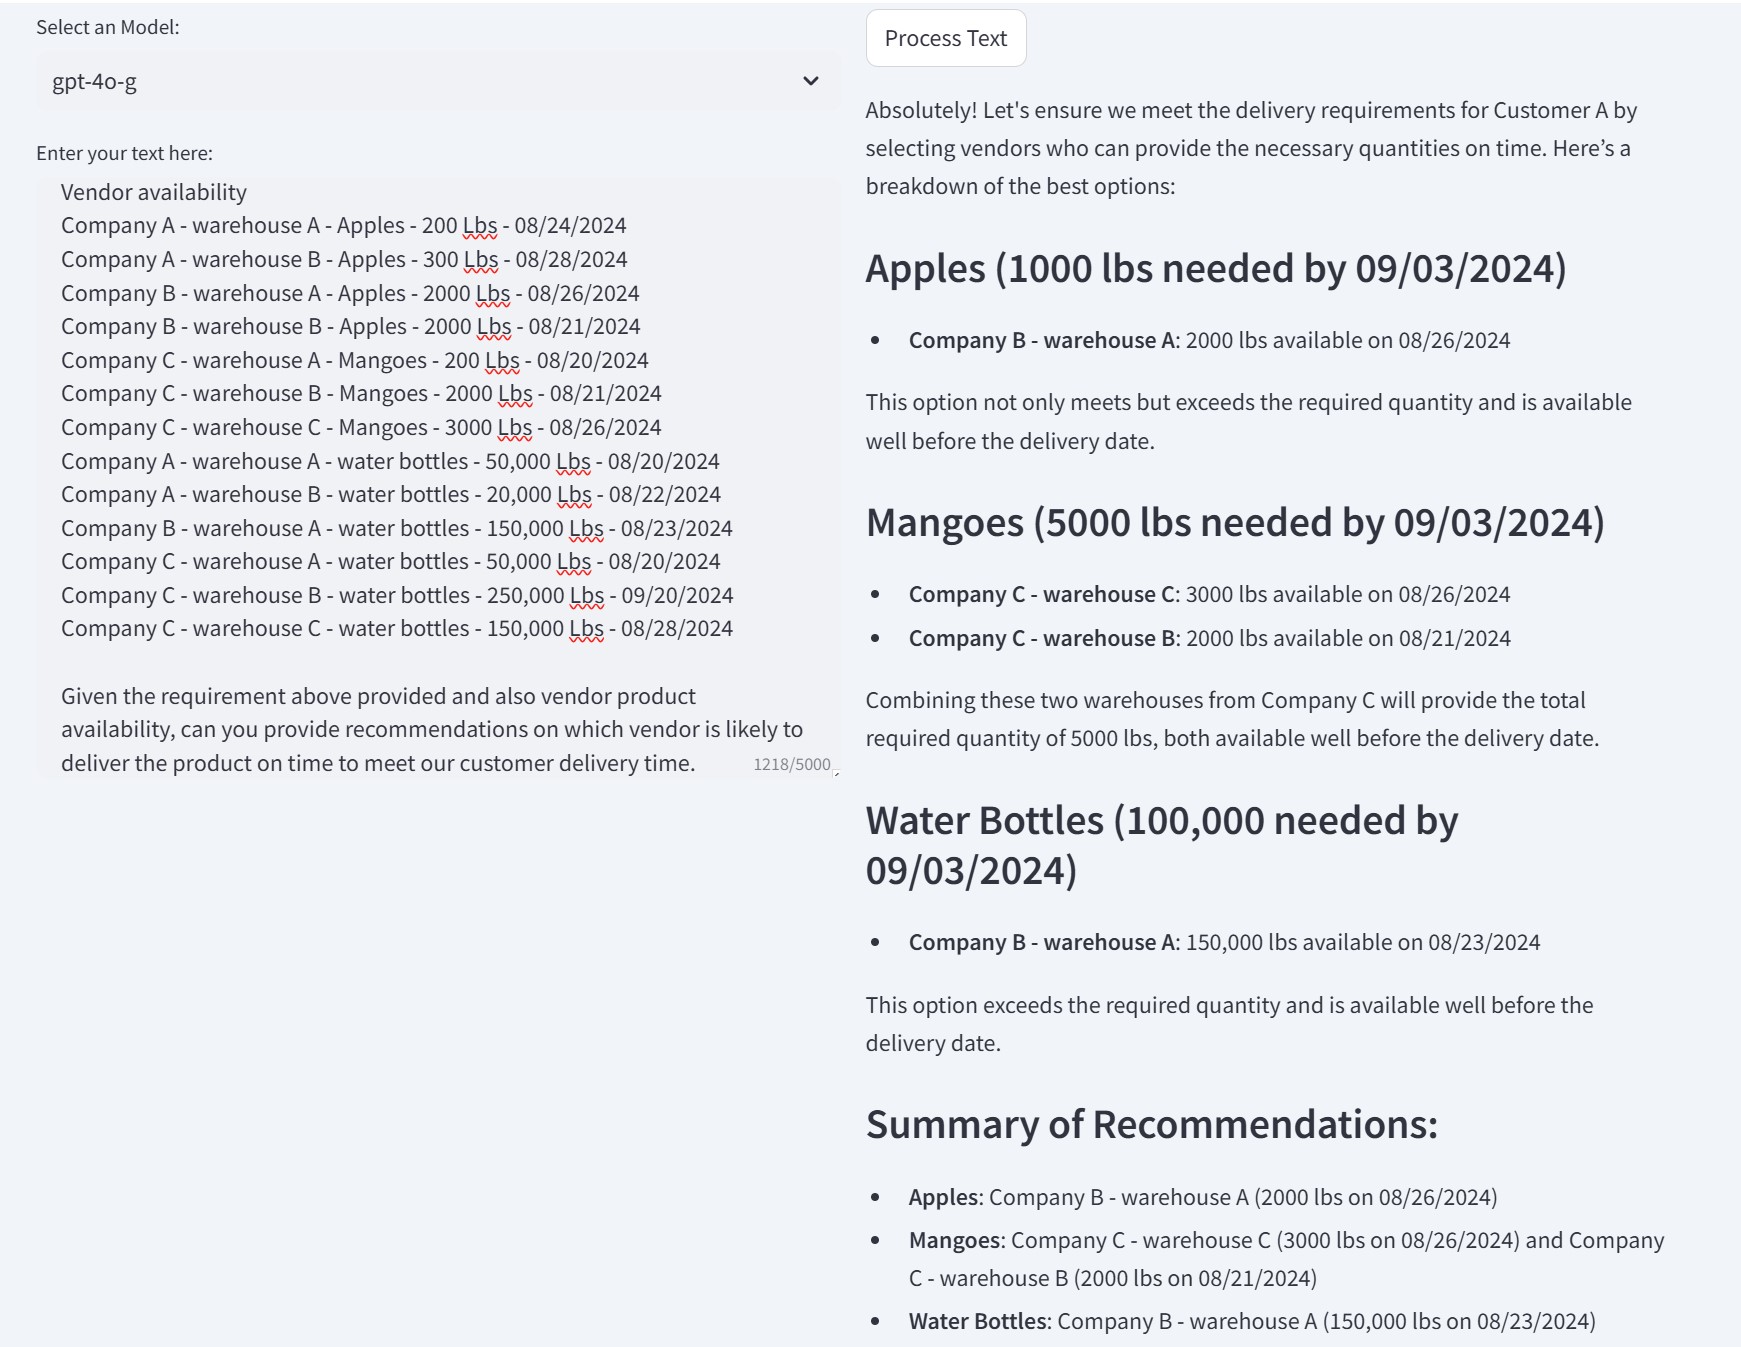 Select an Model:
gpt-4o-g
Enter your text here:
Vendor availability
Company A - warehouse A - Apples - 200 Lbs - 08/24/2024
Company A - warehouse B - Apples - 300 Lbs - 08/28/2024
Company B - warehouse A - Apples - 2000 Lbs - 08/26/2024
Company B - warehouse B - Apples - 2000 Lbs - 08/21/2024
Company C - warehouse A - Mangoes - 200 Lbs - 08/20/2024
Company C - warehouse B - Mangoes - 2000 Lbs - 08/21/2024
Company C - warehouse C - Mangoes - 3000 Lbs - 08/26/2024
Company A - warehouse A - water bottles - 50,000 Lbs - 08/20/2024
Company A - warehouse B - water bottles - 20,000 Lbs - 08/22/2024
Company B - warehouse A - water bottles - 150,000 Lbs - 08/23/2024
Company C - warehouse A - water bottles - 50,000 Lbs - 08/20/2024
Company C - warehouse B - water bottles - 250,000 Lbs - 09/20/2024
Company C - warehouse C - water bottles - 150,000 Lbs - 08/28/2024
Given the requirement above provided and also vendor product
availability, can you provide recommendations on which vendor is likely to
deliver the product on time to meet our customer delivery time.
1218/5000
Process Text
Absolutely! Let's ensure we meet the delivery requirements for Customer A by
selecting vendors who can provide the necessary quantities on time. Here’s a
breakdown of the best options:
Apples (1000 lbs needed by 09/03/2024)
• Company B - warehouse A: 2000 lbs available on 08/26/2024
This option not only meets but exceeds the required quantity and is available
well before the delivery date.
Mangoes (5000 lbs needed by 09/03/2024)
• Company C - warehouse C: 3000 lbs available on 08/26/2024
• Company C - warehouse B: 2000 lbs available on 08/21/2024
Combining these two warehouses from Company C will provide the total
required quantity of 5000 lbs, both available well before the delivery date.
Water Bottles (100,000 needed by
09/03/2024)
• Company B - warehouse A: 150,000 lbs available on 08/23/2024
This option exceeds the required quantity and is available well before the
delivery date.
Summary of Recommendations:
• Apples: Company B - warehouse A (2000 lbs on 08/26/2024)
• Mangoes: Company C - warehouse C (3000 lbs on 08/26/2024) and Company
C - warehouse B (2000 lbs on 08/21/2024)
• Water Bottles: Company B - warehouse A (150,000 lbs on 08/23/2024)